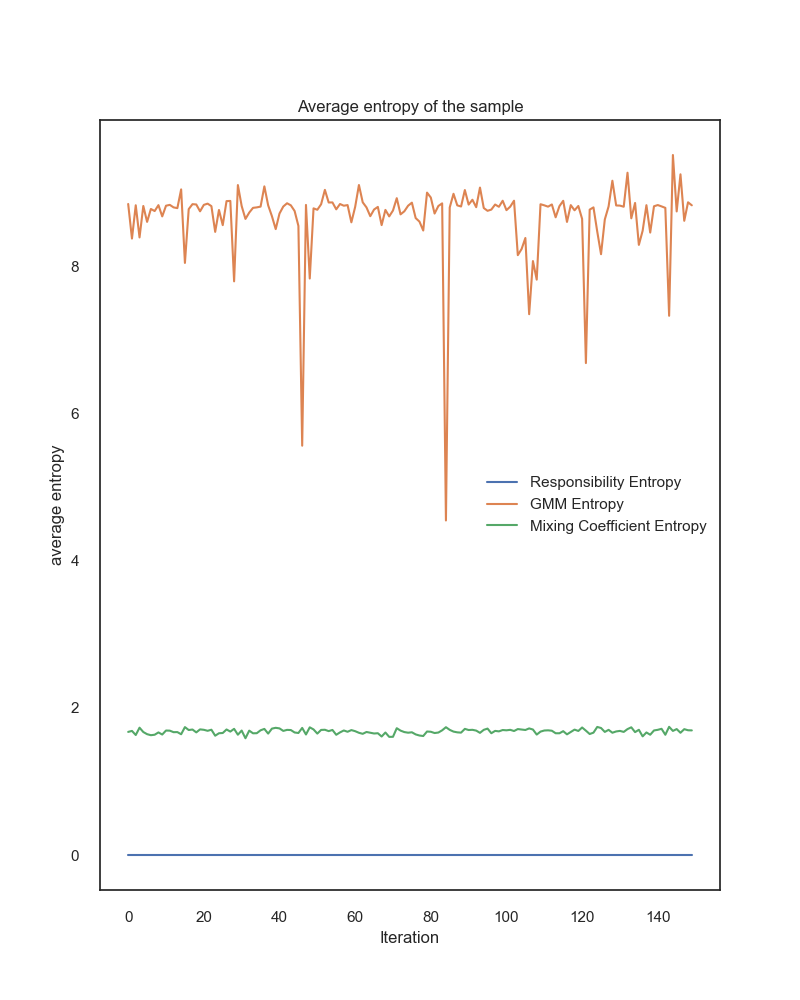 Average entropy of the sample
average entropy
8
6
4
2
0
Responsibility Entropy
GMM Entropy
Mixing Coefficient Entropy
0 20 40 60 80 100 120 140
Iteration